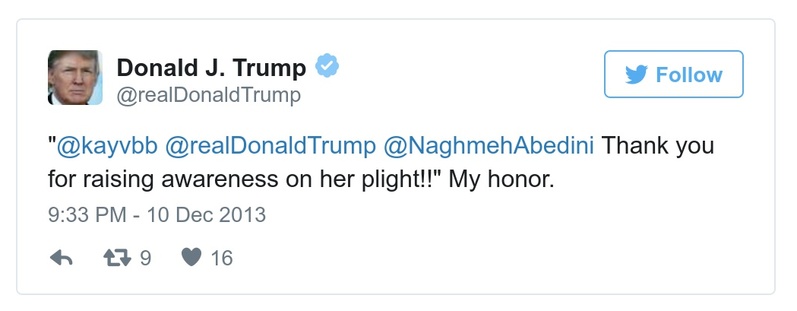 Donald J. Trump
@realDonaldTrump
Follow
"@kayvbb @realDonaldTrump @NaghmehAbedini Thank you
for raising awareness on her plight!!" My honor.
9:33 PM - 10 Dec 2013
9 16